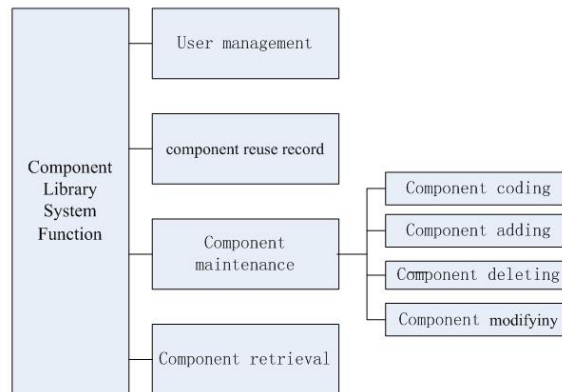 Component
Library
System
Function
User management
component reuse record
Component
maintenance
Component retrieval
Component coding
Component adding
Component deleting
Component modifyiny